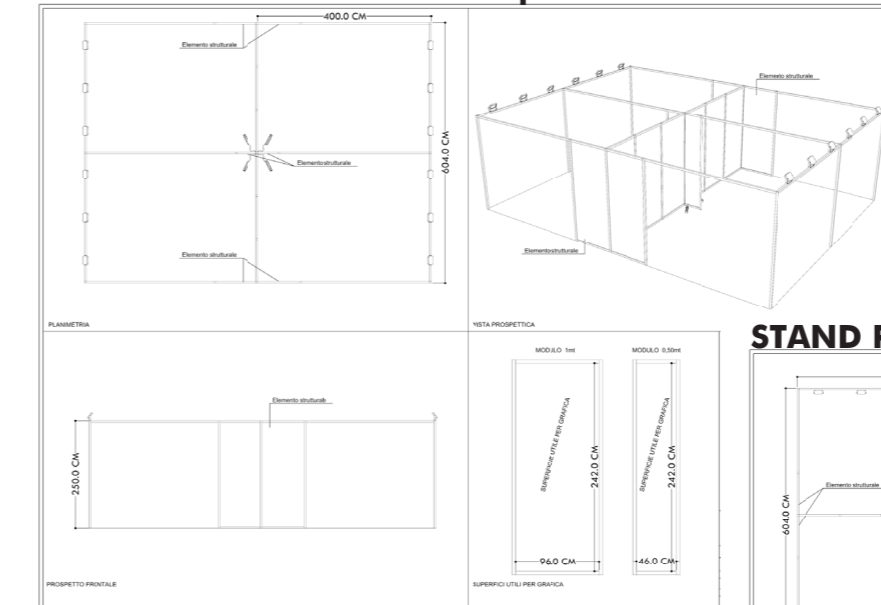 400.0 CM
Elemento strutturale
604.0 CM
Elementostrutturale
Elemento strutturale
PLANIMETRIA
Elemento strutturale
Elementostrutturale
VISTA PROSPETTICA
Elemento strutturale
250.0 CM
PROSPETTO FRONTALE
MODULO 1mt
MODULO 0,50mt
SUPERFICIE UTILE PER GRAFICA
242.0 CM
SUPERFICIE UTILE PER GRAFICA
242.0 CM
96.0 CM
46.0 CM
SUPERFICI UTILI PER GRAFICA
STAND
Elemento strutturale
604.0 CM